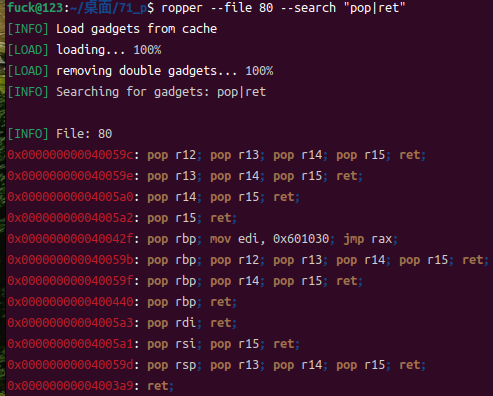 fuck@123:~/桌面/71_p$ ropper --file 80 --search "pop|ret"
[INFO] Load gadgets from cache
[LOAD] loading... 100%
[LOAD] removing double gadgets... 100%
[INFO] Searching for gadgets: pop|ret

[INFO] File: 80
0x000000000040059c: pop r12; pop r13; pop r14; pop r15; ret;
0x000000000040059e: pop r13; pop r14; pop r15; ret;
0x00000000004005a0: pop r14; pop r15; ret;
0x00000000004005a2: pop r15; ret;
0x000000000040042f: pop rbp; mov edi, 0x601030; jmp rax;
0x000000000040059b: pop rbp; pop r12; pop r13; pop r14; pop r15; ret;
0x000000000040059f: pop rbp; pop r14; pop r15; ret;
0x0000000000400440: pop rbp; ret;
0x00000000004005a3: pop rdi; ret;
0x00000000004005a1: pop rsi; pop r15; ret;
0x000000000040059d: pop rsp; pop r13; pop r14; pop r15; ret;
0x00000000004003a9: ret;